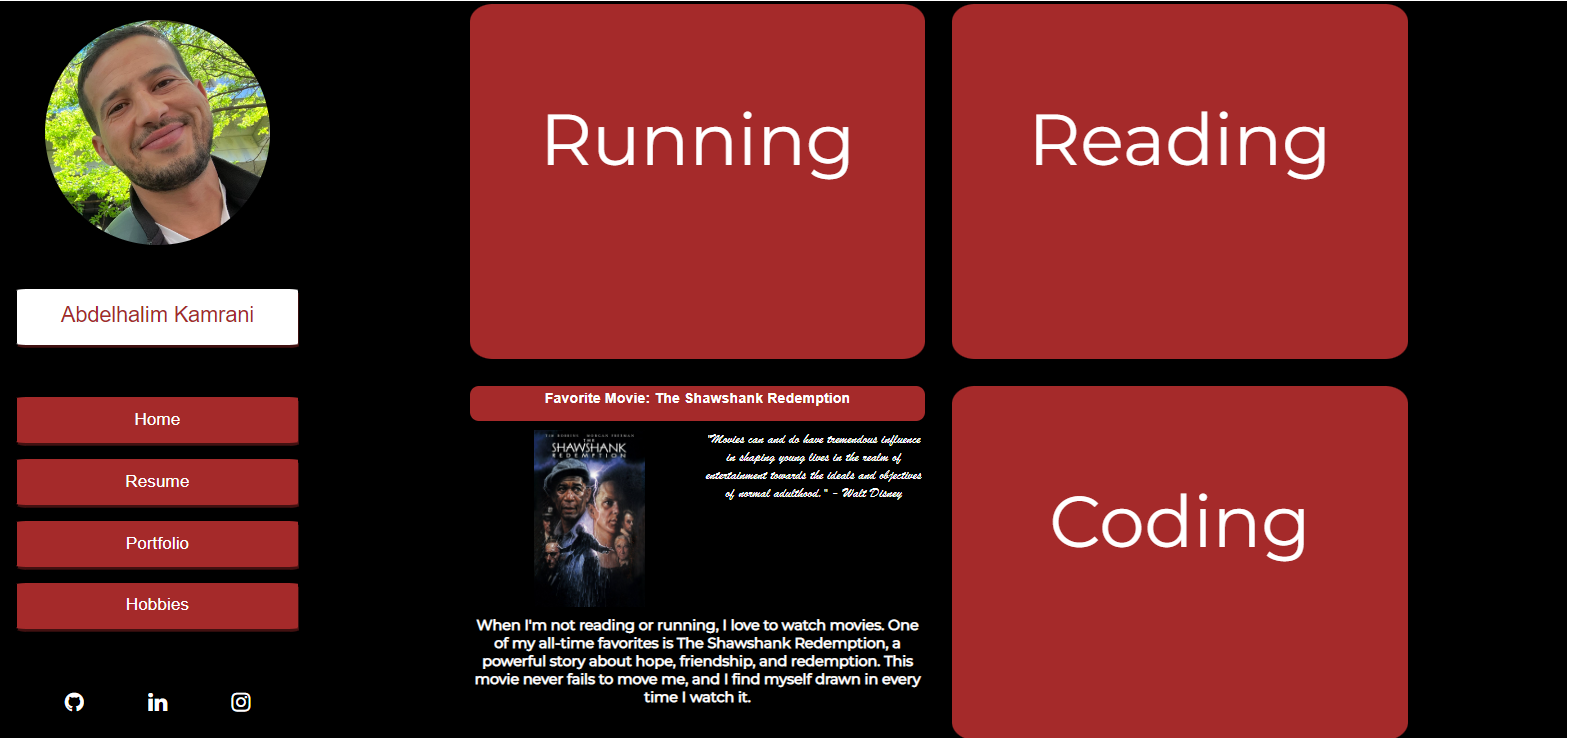 Abdelhalim Kamrani
Home
Resume
Portfolio
Hobbies
Running
Reading
Favorite Movie: The Shawshank Redemption
TIM ROBBINS MORGAN FREEMAN
THE
SHAWSHANK
REDEMPTION
"Movies can and do have tremendous influence
in shaping young lives in the realm of
entertainment towards the ideals and objectives
of normal adulthood." - Walt Disney
When I'm not reading or running, I love to watch movies. One
of my all-time favorites is The Shawshank Redemption, a
powerful story about hope, friendship, and redemption. This
movie never fails to move me, and I find myself drawn in every
time I watch it.
Coding